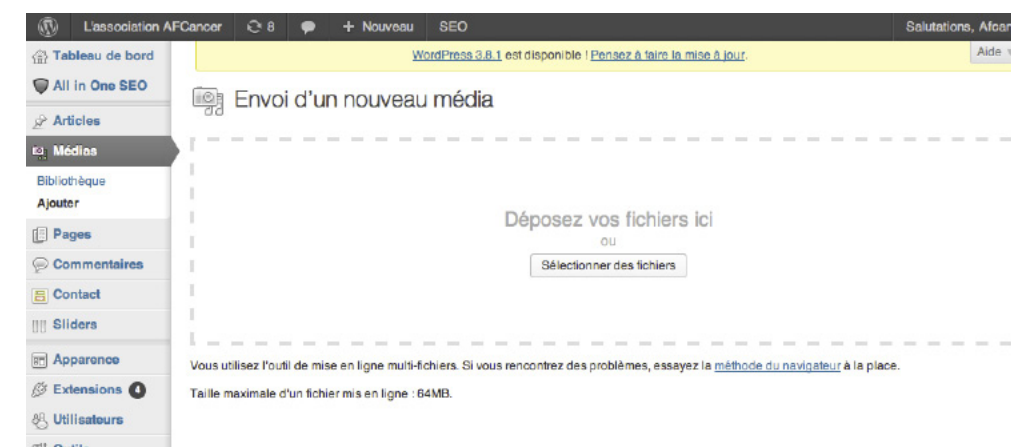 L'association AFCancer 8 + Nouveau SEO Salutations, Afcan
Tableau de bord
WordPress 3.8.1 est disponible ! Pensez à faire la mise à jour.
Aide
All in One SEO
Envoi d'un nouveau média
Articles
Médias
Bibliothèque
Ajouter
Pages
Commentaires
Contact
Sliders
Apparence
Extensions 4
Utilisateurs
Déposez vos fichiers ici
ou
Sélectionner des fichiers
Vous utilisez l'outil de mise en ligne multi-fichiers. Si vous rencontrez des problèmes, essayez la méthode du navigateur à la place.
Taille maximale d'un fichier mis en ligne : 64MB.